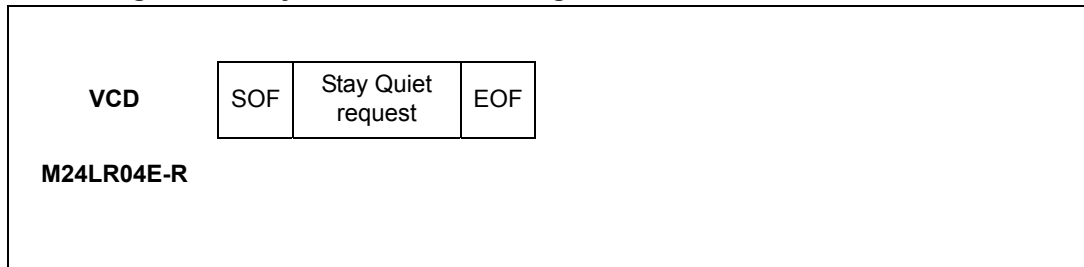 VCD
SOF
Stay Quiet
request
EOF
M24LR04E-R